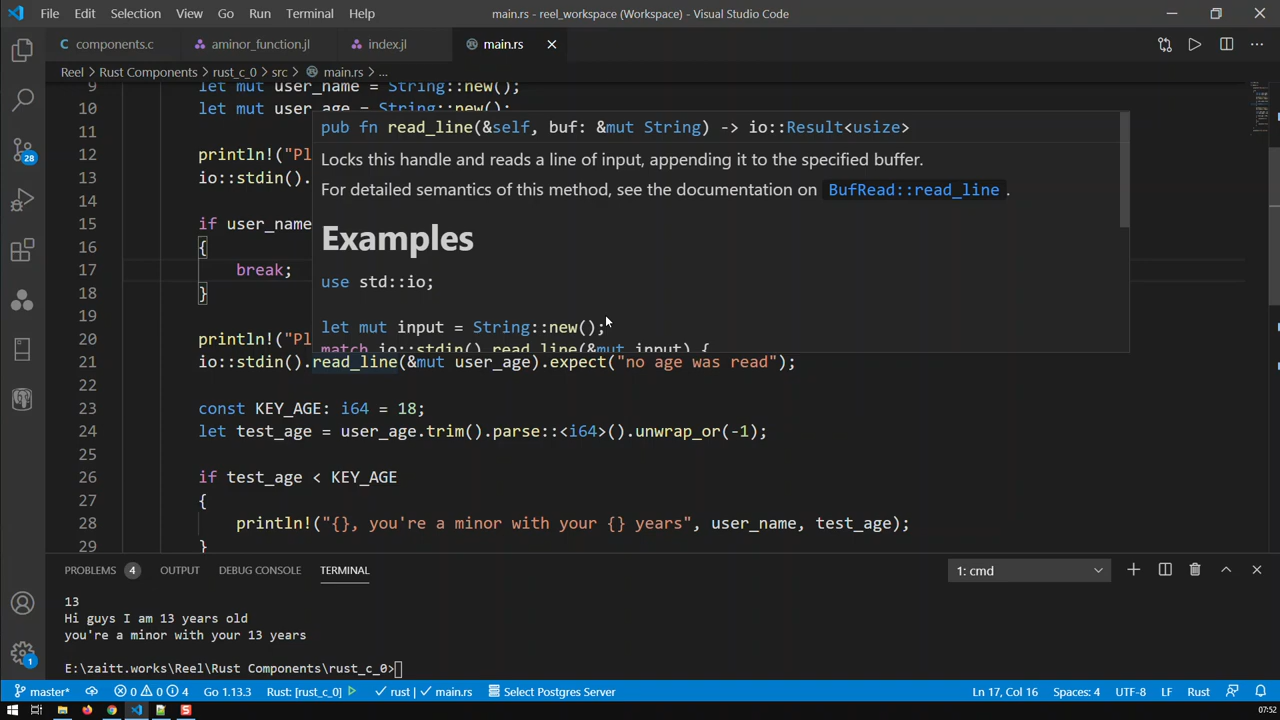 File Edit Selection View Go Run Terminal Help main.rs - reel_workspace (Workspace) - Visual Studio Code
C components.c aminor_function.jl index.jl main.rs
Reel > Rust Components > rust_c_0 > src > main.rs > ...
9 let mut user_name = String::new();
10 let mut user_age = String::new();
11
pub fn read_line(&self, buf: &mut String) -> io::Result<usize>
12 println!("Pl
Locks this handle and reads a line of input, appending it to the specified buffer.
13 io::stdin().
For detailed semantics of this method, see the documentation on BufRead::read_line .
14
15 if user_name
Examples
16 {
17 break;
use std::io;
18 }
19
let mut input = String::new();
20 println!("Pl
match io::stdin().read_line(&mut input) {
21 io::stdin().read_line(&mut user_age).expect("no age was read");
22
23 const KEY_AGE: i64 = 18;
24 let test_age = user_age.trim().parse::<i64>().unwrap_or(-1);
25
26 if test_age < KEY_AGE
27 {
28 println!("{}, you're a minor with your {} years", user_name, test_age);
29 }
PROBLEMS 4 OUTPUT DEBUG CONSOLE TERMINAL 1: cmd
13
Hi guys I am 13 years old
you're a minor with your 13 years
E:\zaitt.works\Reel\Rust Components\rust_c_0>
28
1
master* 0 0 4 Go 1.13.3 Rust: [rust_c_0] rust | main.rs Select Postgres Server Ln 17, Col 16 Spaces: 4 UTF-8 LF Rust
07:52